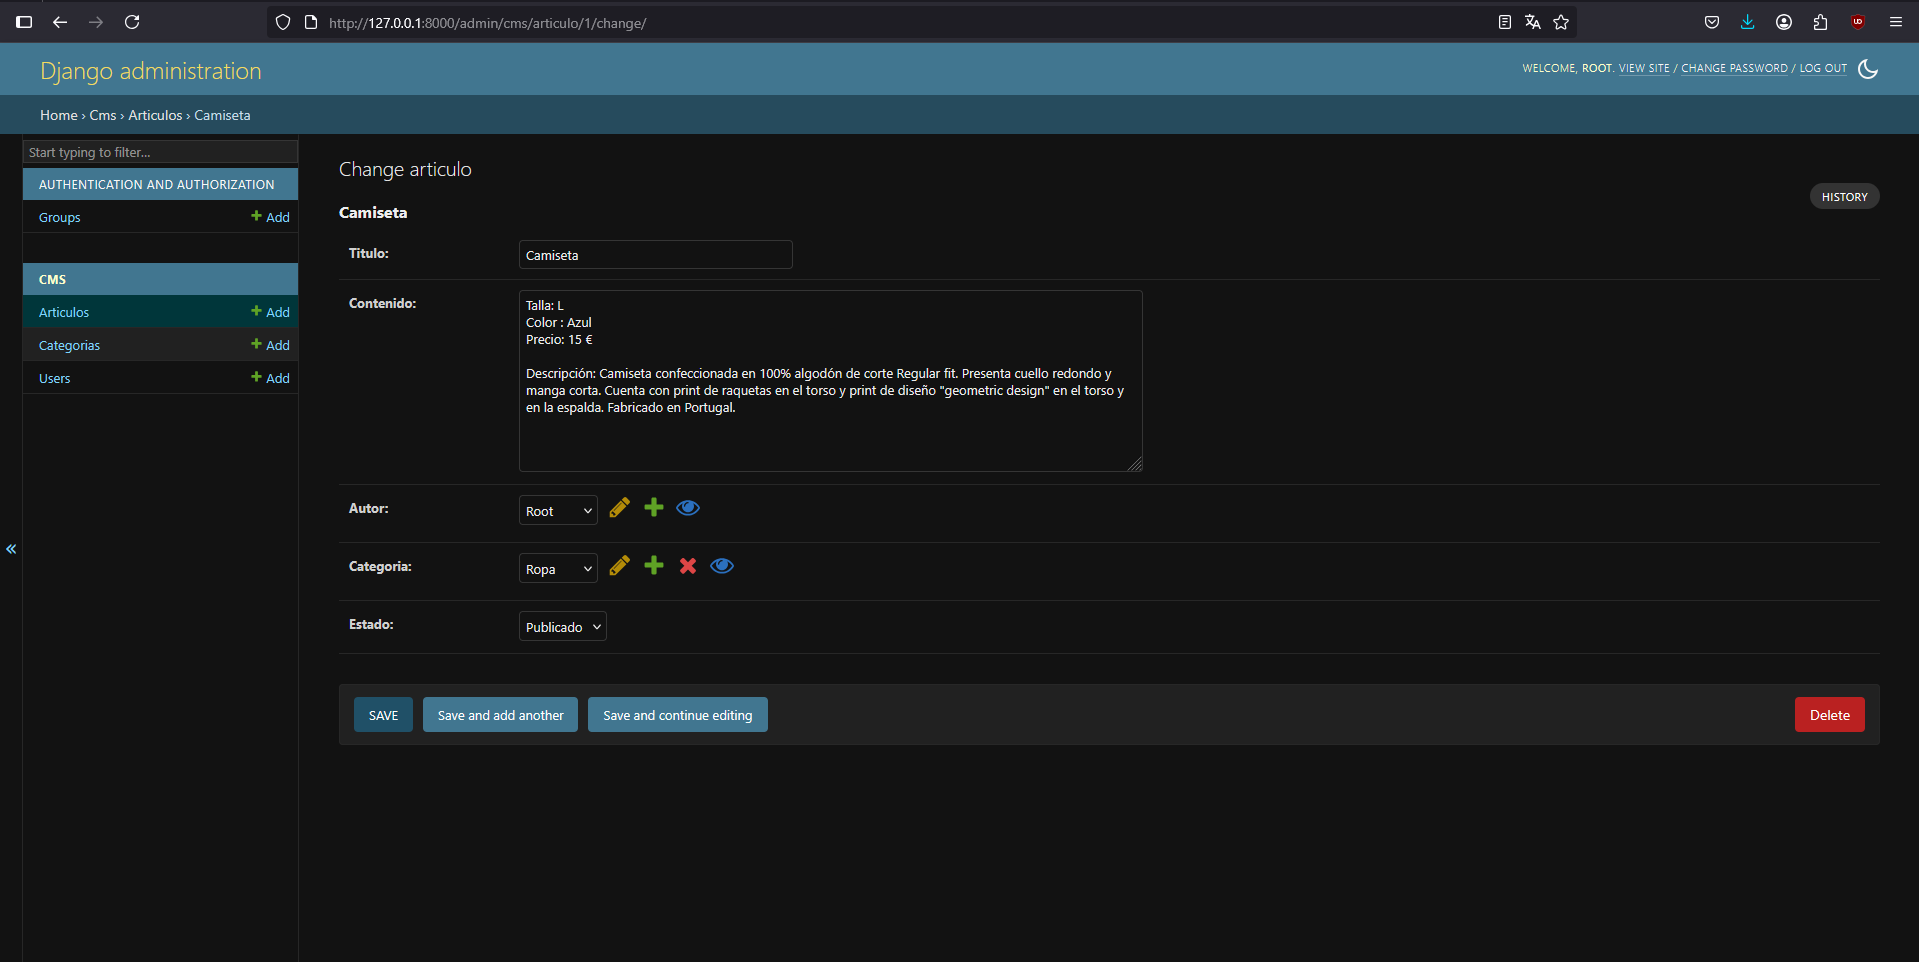 http://127.0.0.1:8000/admin/cms/articulo/1/change/
Django administration
WELCOME, ROOT. VIEW SITE / CHANGE PASSWORD / LOG OUT
Home › Cms › Articulos › Camiseta
Start typing to filter...
AUTHENTICATION AND AUTHORIZATION
Groups
Add
CMS
Articulos
Add
Categorias
Add
Users
Add
«
Change articulo
HISTORY
Camiseta
Titulo:
Camiseta
Contenido:
Talla: L
Color : Azul
Precio: 15 €
Descripción: Camiseta confeccionada en 100% algodón de corte Regular fit. Presenta cuello redondo y
manga corta. Cuenta con print de raquetas en el torso y print de diseño "geometric design" en el torso y
en la espalda. Fabricado en Portugal.
Autor:
Root
Categoria:
Ropa
Estado:
Publicado
SAVE
Save and add another
Save and continue editing
Delete